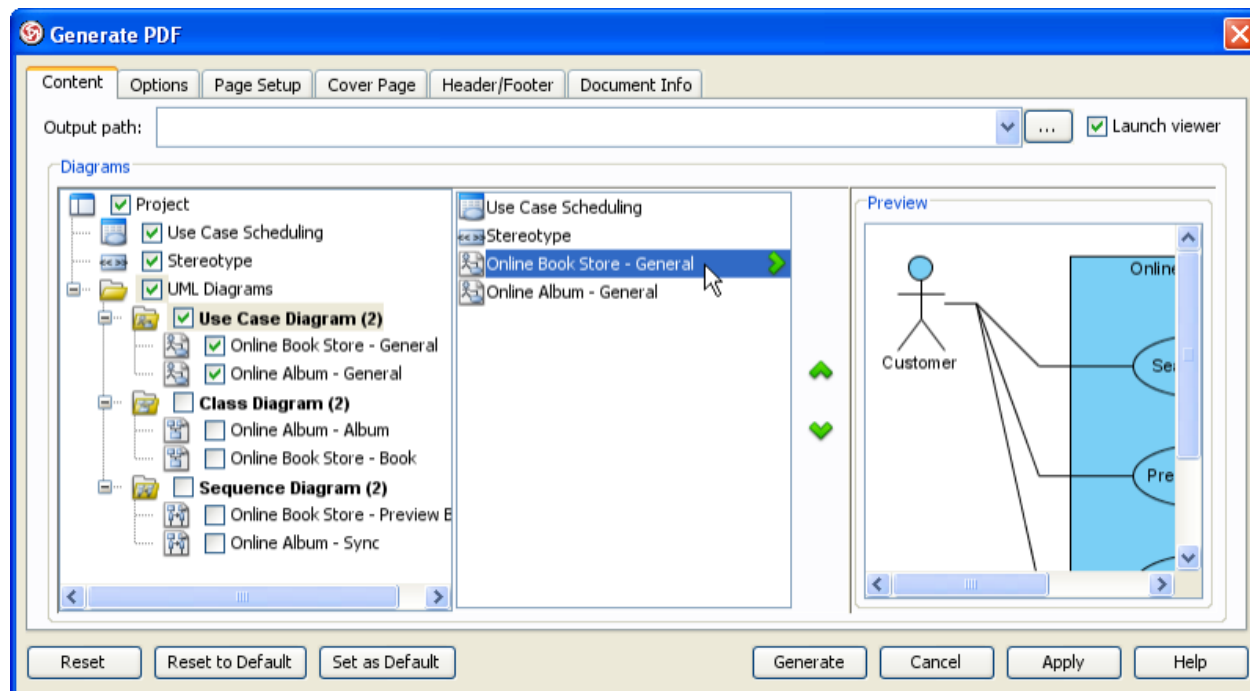 Generate PDF
Content Options Page Setup Cover Page Header/Footer Document Info
Output path: ... Launch viewer
Diagrams
Project
Use Case Scheduling
<< >> Stereotype
UML Diagrams
Use Case Diagram (2)
Online Book Store - General
Online Album - General
Class Diagram (2)
Online Album - Album
Online Book Store - Book
Sequence Diagram (2)
Online Book Store - Preview B
Online Album - Sync
Use Case Scheduling
<< >> Stereotype
Online Book Store - General
Online Album - General
Preview
Online
Customer
Sea
Pre
Reset Reset to Default Set as Default Generate Cancel Apply Help